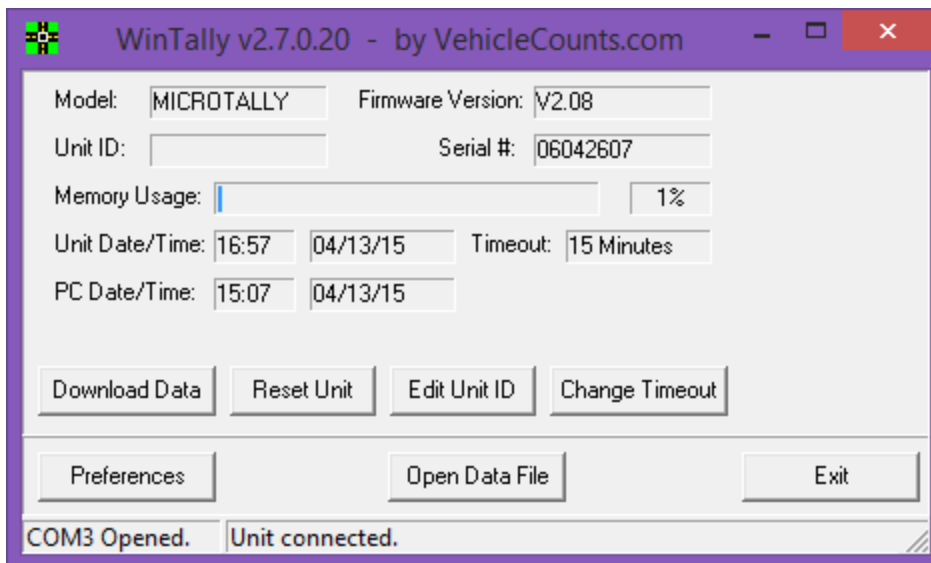 WinTally v2.7.0.20 - by VehicleCounts.com
Model: MICROTALLY Firmware Version: V2.08
Unit ID: Serial #: 06042607
Memory Usage: 1%
Unit Date/Time: 16:57 04/13/15 Timeout: 15 Minutes
PC Date/Time: 15:07 04/13/15
Download Data Reset Unit Edit Unit ID Change Timeout
Preferences Open Data File Exit
COM3 Opened. Unit connected.